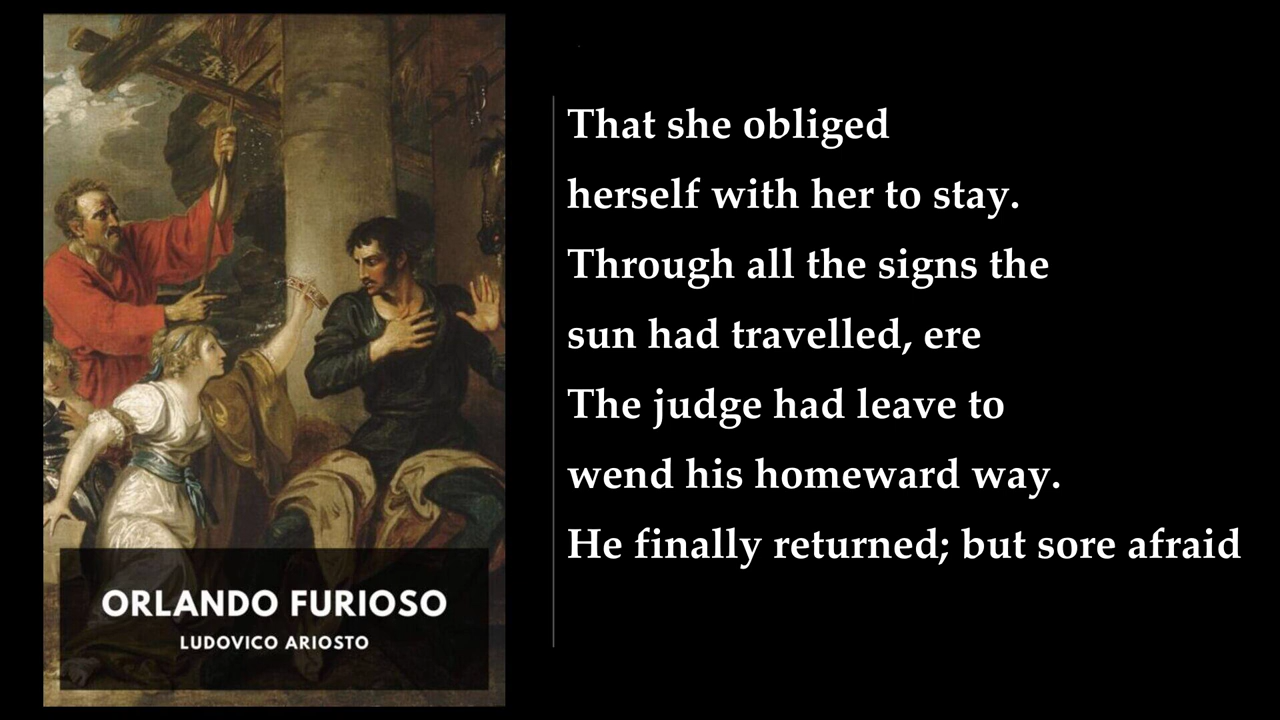 That she obliged
herself with her to stay.
Through all the signs the
sun had travelled, ere
The judge had leave to
wend his homeward way.
He finally returned; but sore afraid
ORLANDO FURIOSO
LUDOVICO ARIOSTO